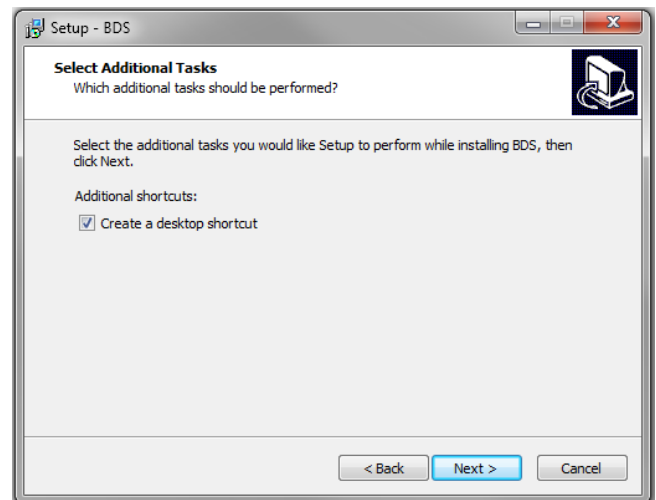 Setup - BDS
Select Additional Tasks
Which additional tasks should be performed?
Select the additional tasks you would like Setup to perform while installing BDS, then
click Next.
Additional shortcuts:
Create a desktop shortcut
< Back
Next >
Cancel